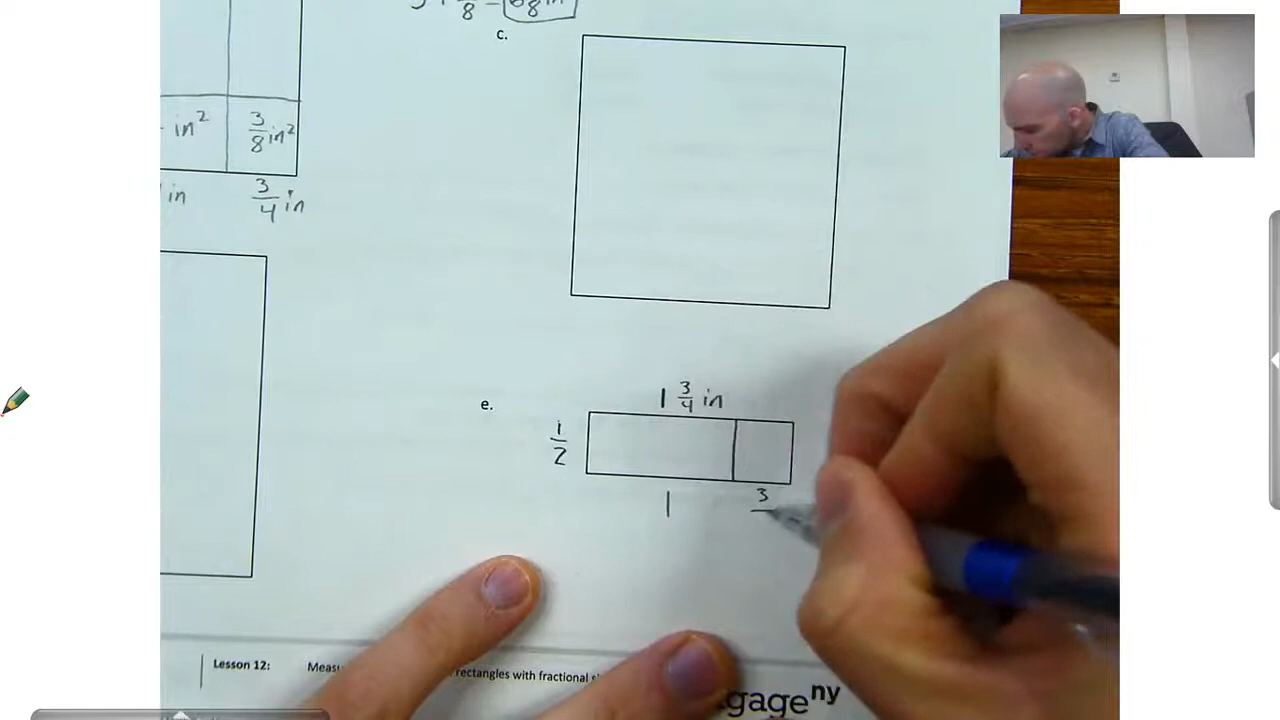 8
c.
in² 3/8 in²
in 3/4 in
e.
1 3/4 in
1/2
1 3
Lesson 12: rectangles with fractional
gage ny